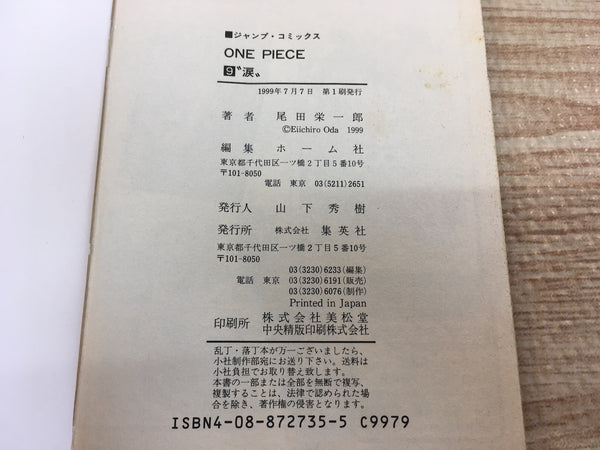 ■ジャンプ・コミックス
ONE PIECE
9 〝涙〟
1999年7月7日 第1刷発行
著者 尾田栄一郎
©Eiichiro Oda 1999
編集 ホーム社
東京都千代田区一ツ橋2丁目5番10号
〒101-8050
電話 東京 03(5211)2651
発行人 山下秀樹
発行所 株式会社 集英社
東京都千代田区一ツ橋2丁目5番10号
〒101-8050
03(3230)6233(編集)
電話 東京 03(3230)6191(販売)
03(3230)6076(制作)
Printed in Japan
印刷所 株式会社美松堂
中央精版印刷株式会社
乱丁・落丁本が万一ございましたら、
小社制作部宛にお送り下さい。送料は
小社負担でお取り替え致します。
本書の一部または全部を無断で複写、
複製することは、法律で認められた場
合を除き、著作権の侵害となります。
ISBN4-08-872735-5 C9979